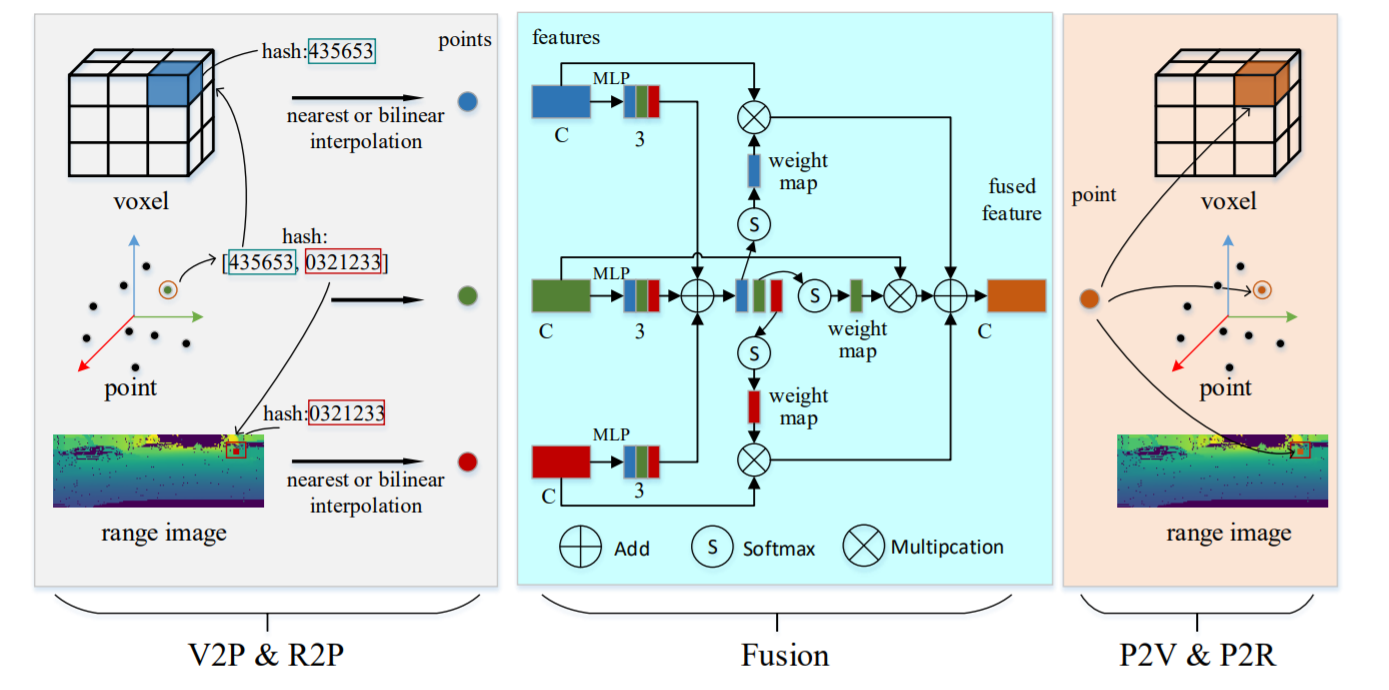 hash:435653
points
nearest or bilinear
interpolation
voxel
hash:
[435653, 0321233]
point
hash:0321233
nearest or bilinear
interpolation
range image
V2P & R2P
features
MLP
C
3
weight
map
S
fused
feature
MLP
C
3
S
weight
map
C
S
weight
map
MLP
C
3
Add
S
Softmax
Multipcation
Fusion
point
voxel
point
range image
P2V & P2R